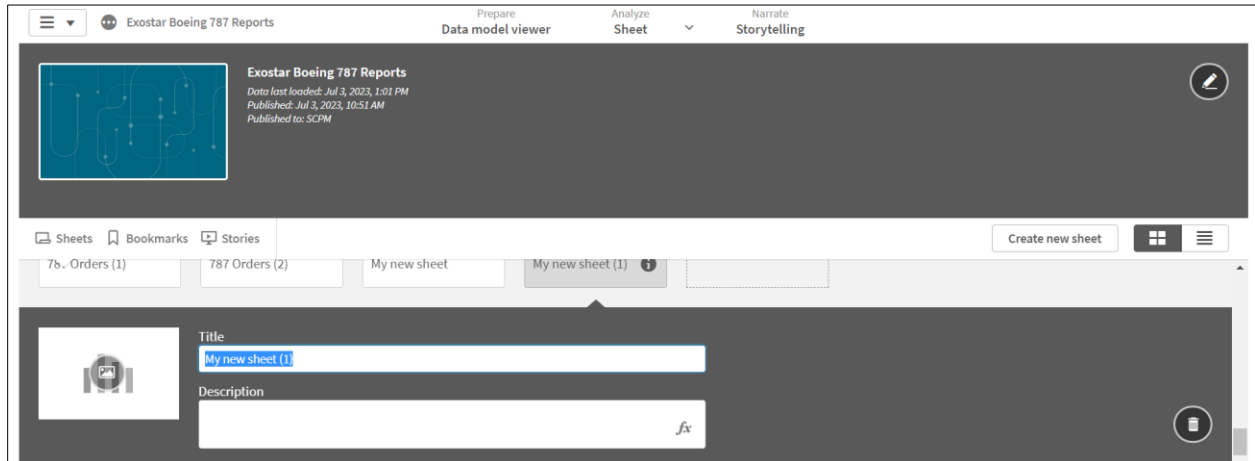 Exostar Boeing 787 Reports
Prepare
Data model viewer
Analyze
Sheet
Narrate
Storytelling
Exostar Boeing 787 Reports
Data last loaded: Jul 3, 2023, 1:01 PM
Published: Jul 3, 2023, 10:51 AM
Published to: SCPM
Sheets Bookmarks Stories
Create new sheet
Orders (1) 787 Orders (2) My new sheet My new sheet (1)
Title
My new sheet (1)
Description
fx